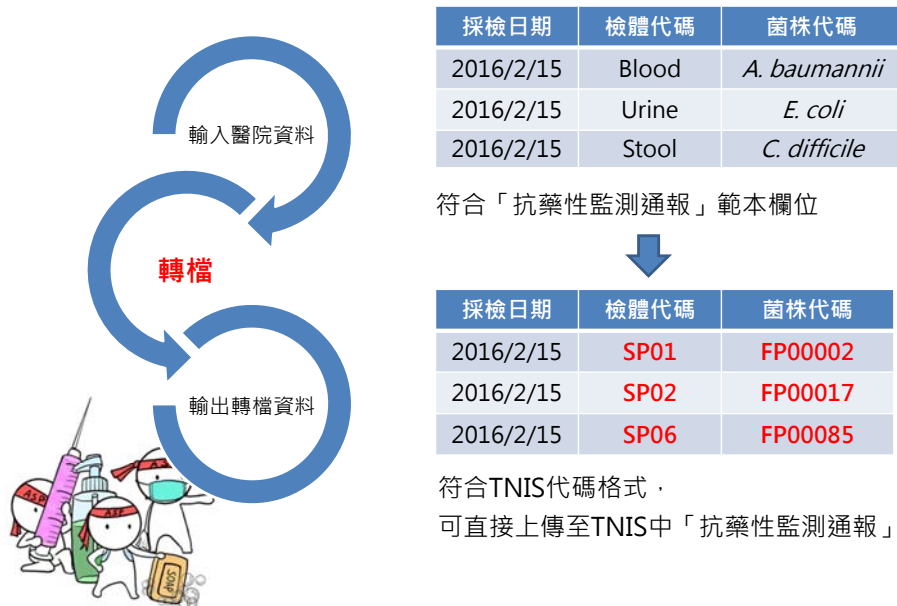 輸入醫院資料
轉檔
輸出轉檔資料
採檢日期 檢體代碼 菌株代碼
2016/2/15 Blood A. baumannii
2016/2/15 Urine E. coli
2016/2/15 Stool C. difficile
符合「抗藥性監測通報」範本欄位
採檢日期 檢體代碼 菌株代碼
2016/2/15 SP01 FP00002
2016/2/15 SP02 FP00017
2016/2/15 SP06 FP00085
符合TNIS代碼格式，
可直接上傳至TNIS中「抗藥性監測通報」
ASP
ASP
SOAP